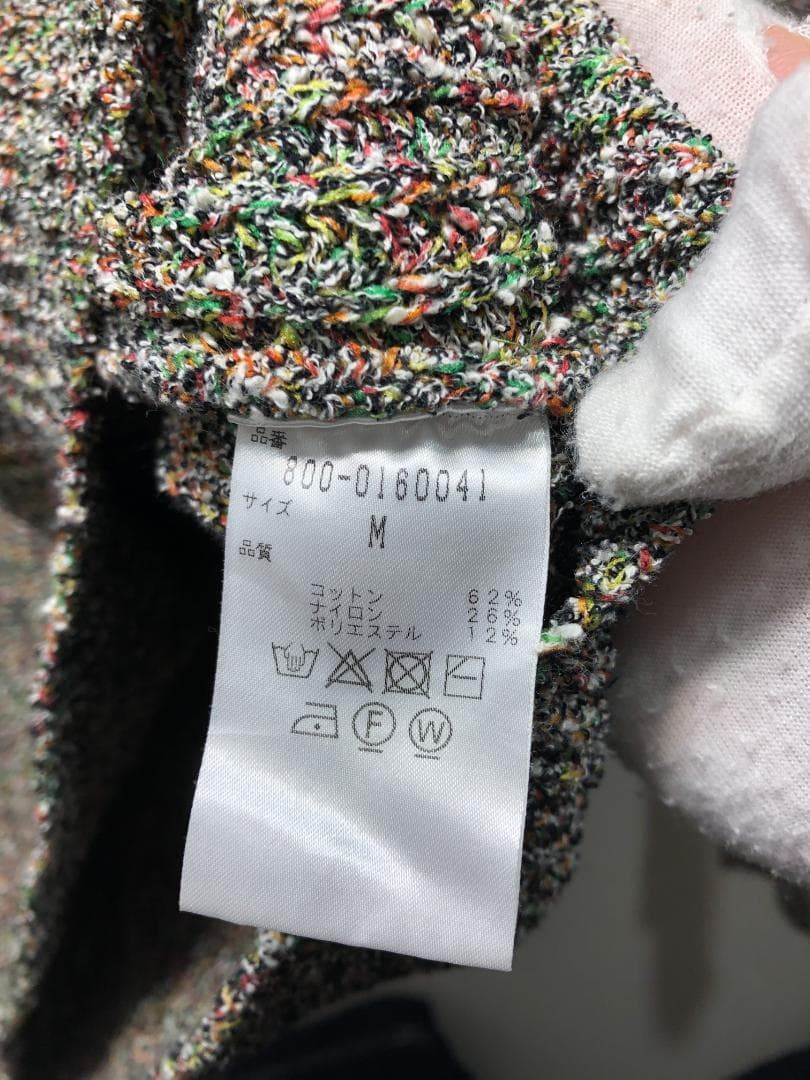 品番
800-0160041
サイズ
M
品質
コットン 62%
ナイロン 26%
ポリエステル 12%
F W